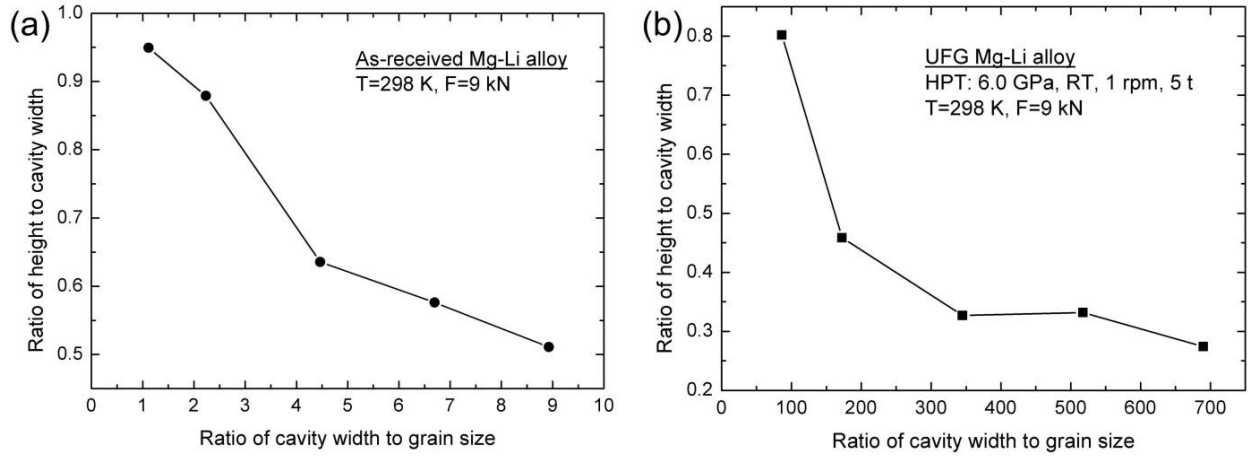 (a)
1.0
0.9
0.8
0.7
0.6
0.5
Ratio of height to cavity width
As-received Mg-Li alloy
T=298 K, F=9 kN
0 1 2 3 4 5 6 7 8 9 10
Ratio of cavity width to grain size
(b)
0.8
0.7
0.6
0.5
0.4
0.3
0.2
Ratio of height to cavity width
UFG Mg-Li alloy
HPT: 6.0 GPa, RT, 1 rpm, 5 t
T=298 K, F=9 kN
0 100 200 300 400 500 600 700
Ratio of cavity width to grain size